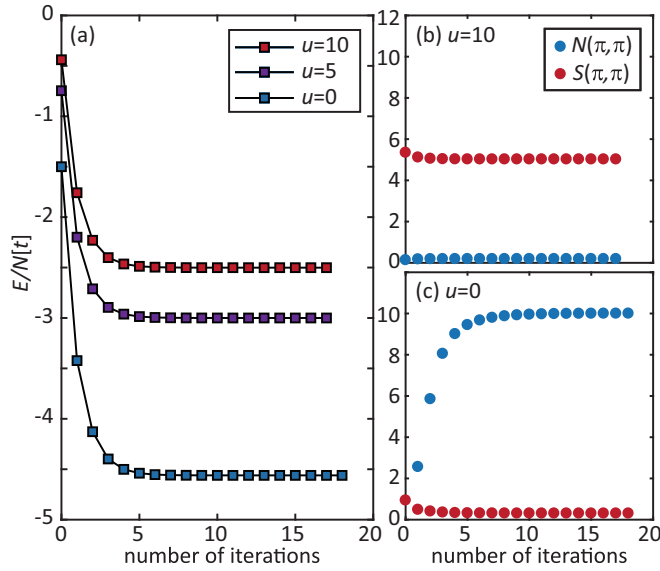 (a)
u=10
u=5
u=0
0
-1
-2
-3
-4
-5
E/N[t]
0 5 10 15 20
number of iterations
(b) u=10
N(π,π)
S(π,π)
12
10
8
6
4
2
0
(c) u=0
10
8
6
4
2
0
0 5 10 15 20
number of iterations